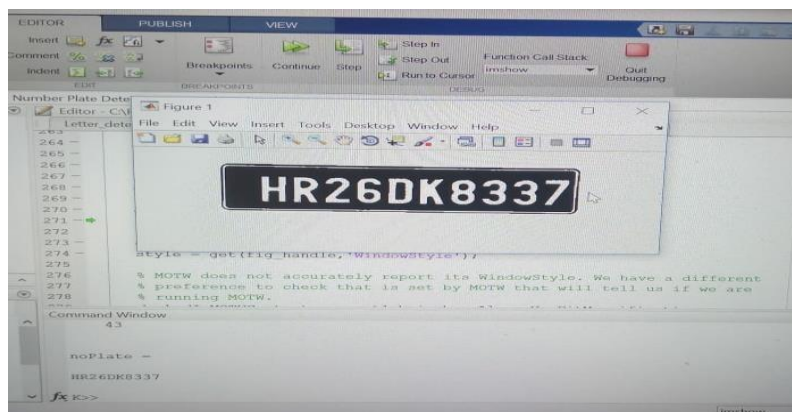 EDITOR PUBLISH VIEW
Insert fx
Comment %
Indent
Breakpoints
Continue
Step
Step In
Step Out
Run to Cursor
Function Call Stack:
imshow
Quit
Debugging
EDIT BREAKPOINTS DEBUG
Number Plate Dete
Editor - C:\
Letter_dete
Figure 1
File Edit View Insert Tools Desktop Window Help
HR26DK8337
263
264 -
265 -
266 -
267 -
268 -
269 -
270 -
271 -
272
273 -
274 - style = get(fig_handle,'WindowStyle');
275
276 % MOTW does not accurately report its WindowStyle. We have a different
277 % preference to check that is set by MOTW that will tell us if we are
278 % running MOTW.
Command Window
43
noPlate =
HR26DK8337
fx K>>
imshow